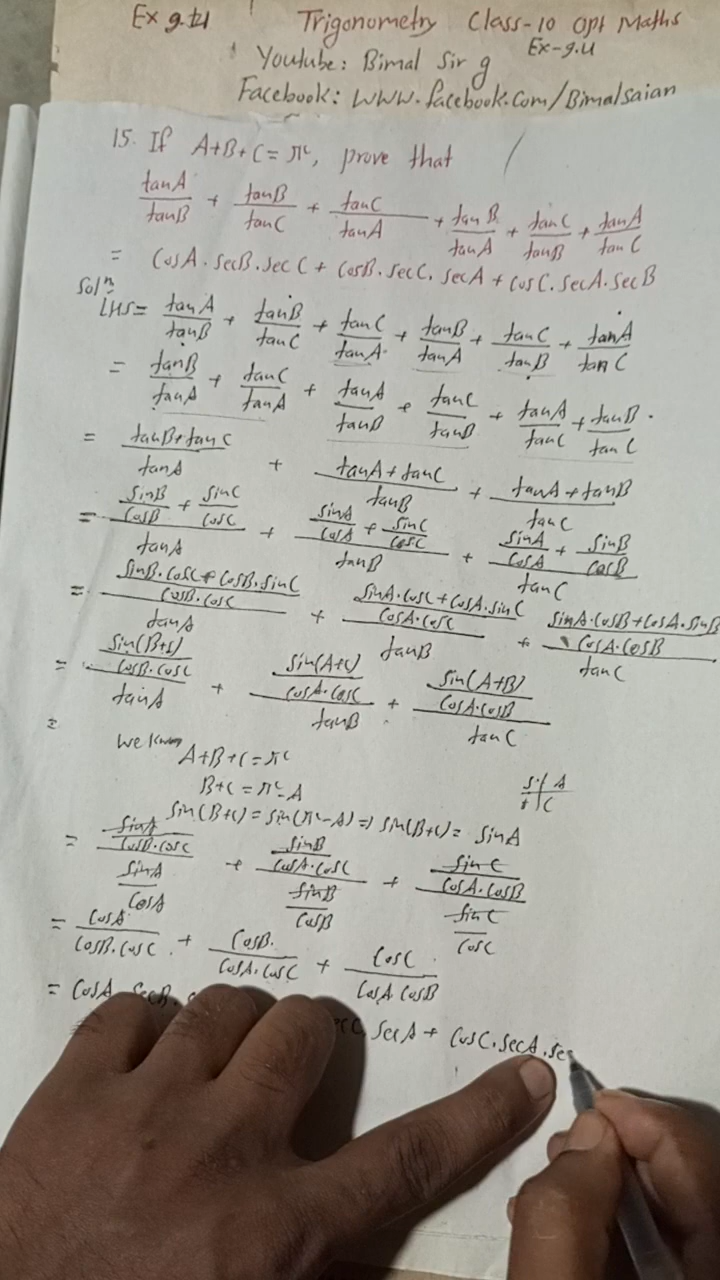 Ex 9.4 Trigonometry Class-10 Opt Maths
Ex-9.4
Youtube: Bimal Sir g
Facebook: WWW.facebook.Com/Bimalsaian
15. If A+B+C = πᶜ, prove that
tanA/tanB + tanB/tanC + tanC/tanA + tanB/tanA + tanC/tanB + tanA/tanC
= CosA. SecB. Sec C + CosB. SecC. SecA + CosC. SecA. SecB
Solⁿ
LHS = tanA/tanB + tanB/tanC + tanC/tanA + tanB/tanA + tanC/tanB + tanA/tanC
= tanB/tanA + tanC/tanA + tanA/tanB + tanC/tanB + tanA/tanC + tanB/tanC
= (tanB+tanC)/tanA + (tanA+tanC)/tanB + (tanA+tanB)/tanC
= (SinB/CosB + SinC/CosC)/tanA + (SinA/CosA + SinC/CosC)/tanB + (SinA/CosA + SinB/CosB)/tanC
= ((SinB.CosC+CosB.SinC)/(CosB.CosC))/tanA + ((SinA.CosC+CosA.SinC)/(CosA.CosC))/tanB + ((SinA.CosB+CosA.SinB)/(CosA.CosB))/tanC
= (Sin(B+C)/(CosB.CosC))/tanA + (Sin(A+C)/(CosA.CosC))/tanB + (Sin(A+B)/(CosA.CosB))/tanC
=
We know
A+B+C = πᶜ
B+C = πᶜ-A
S | A
t | C
Sin(B+C) = Sin(πᶜ-A) => Sin(B+C) = SinA
= (SinA/(CosB.CosC))/(SinA/CosA) + (SinB/(CosA.CosC))/(SinB/CosB) + (SinC/(CosA.CosB))/(SinC/CosC)
= CosA/(CosB.CosC) + CosB/(CosA.CosC) + CosC/(CosA CosB)
= CosA SecB. SecA + CosC. SecA. Se